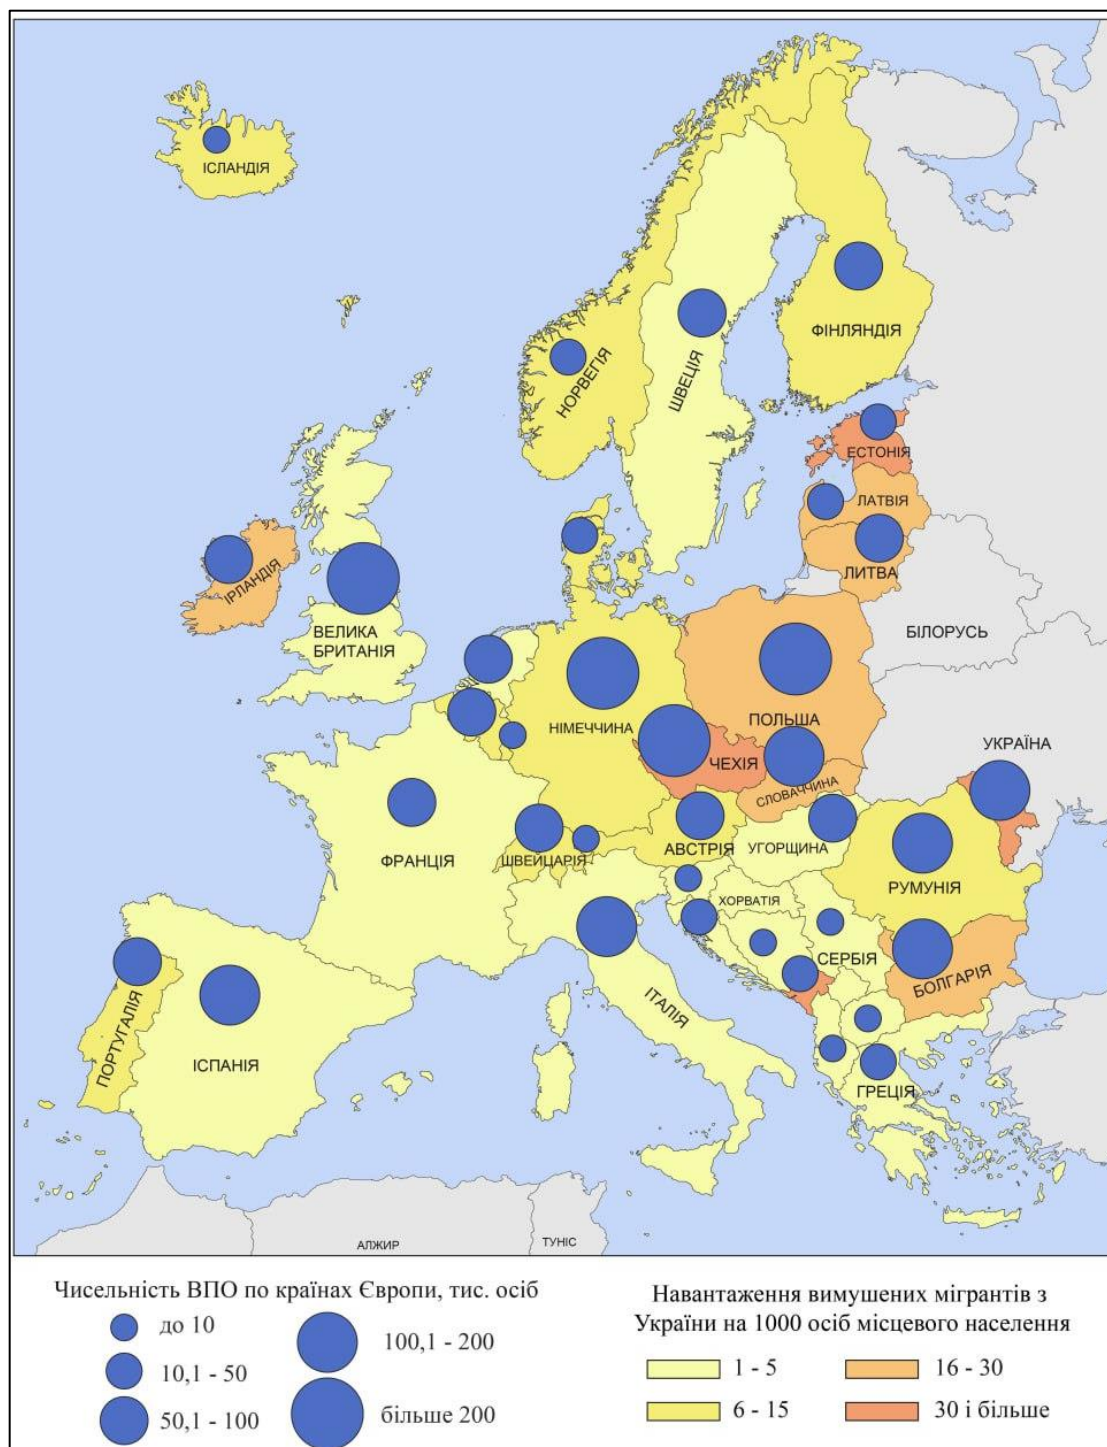 ІСЛАНДІЯ
ФІНЛЯНДІЯ
ШВЕЦІЯ
НОРВЕГІЯ
ЕСТОНІЯ
ЛАТВІЯ
ЛИТВА
ІРЛАНДІЯ
ВЕЛИКА
БРИТАНІЯ
БІЛОРУСЬ
ПОЛЬША
НІМЕЧЧИНА
УКРАЇНА
ЧЕХІЯ
СЛОВАЧЧИНА
ФРАНЦІЯ
ШВЕЙЦАРІЯ
АВСТРІЯ
УГОРЩИНА
РУМУНІЯ
ХОРВАТІЯ
СЕРБІЯ
БОЛГАРІЯ
ПОРТУГАЛІЯ
ІСПАНІЯ
ІТАЛІЯ
ГРЕЦІЯ
АЛЖИР
ТУНІС
Чисельність ВПО по країнах Європи, тис. осіб
до 10
10,1 - 50
50,1 - 100
100,1 - 200
більше 200
Навантаження вимушених мігрантів з
України на 1000 осіб місцевого населення
1 - 5
6 - 15
16 - 30
30 і більше